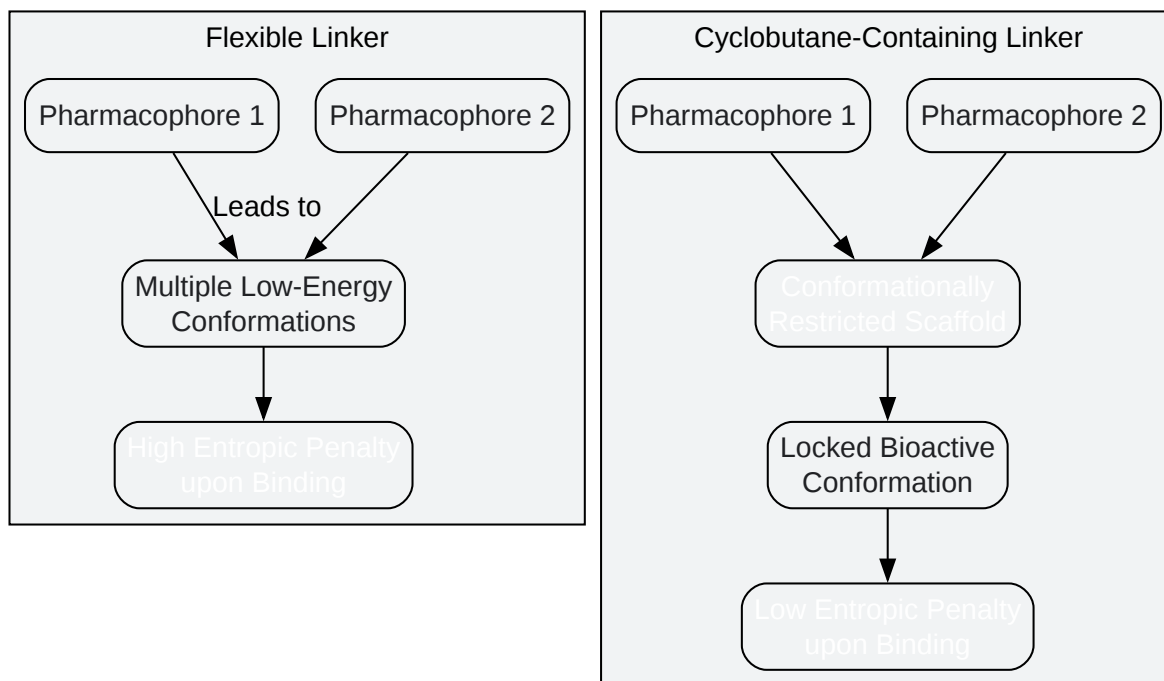 Flexible Linker
Pharmacophore 1
Pharmacophore 2
Leads to
Multiple Low-Energy
Conformations
High Entropic Penalty
upon Binding
Cyclobutane-Containing Linker
Pharmacophore 1
Pharmacophore 2
Conformationally
Restricted Scaffold
Locked Bioactive
Conformation
Low Entropic Penalty
upon Binding